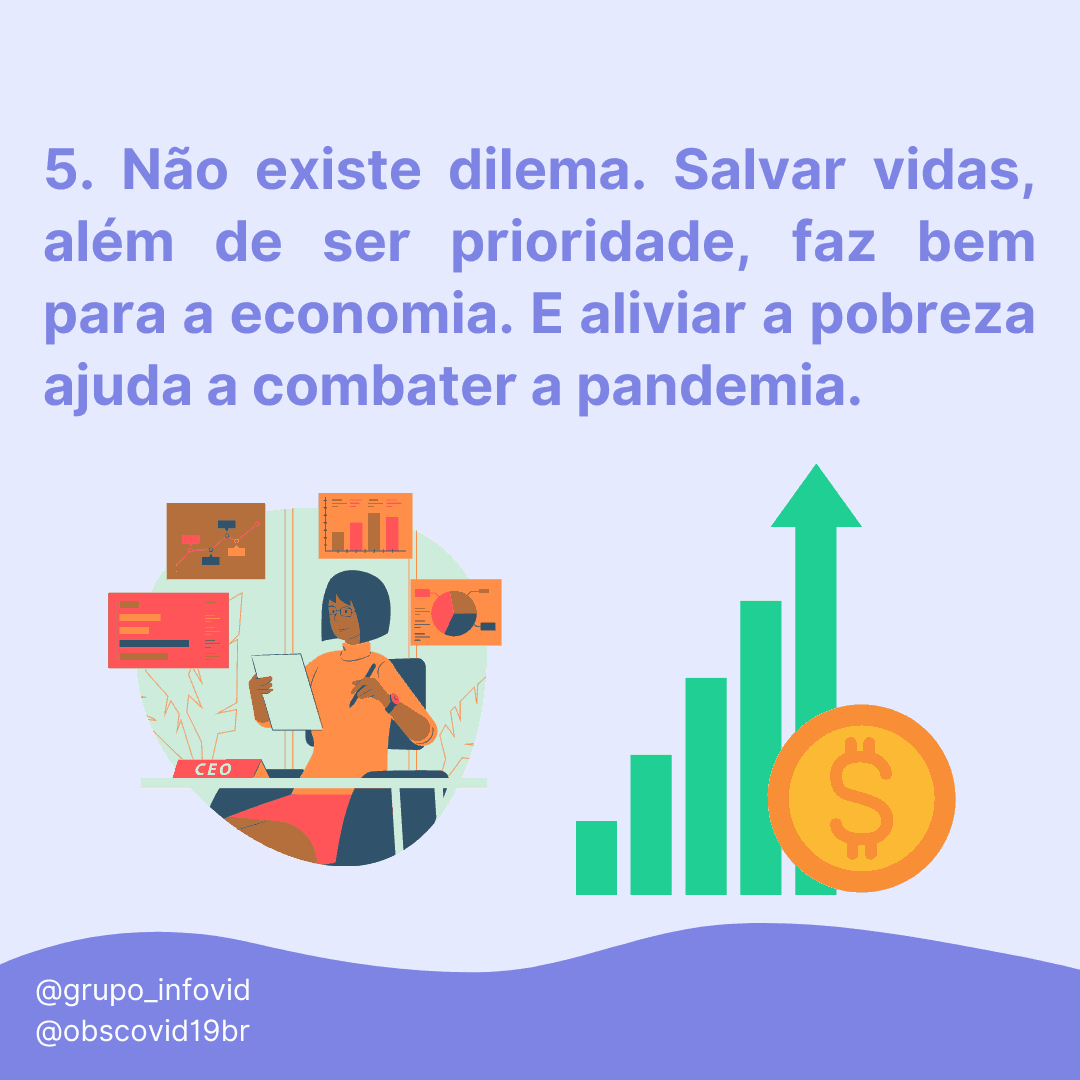 5. Não existe dilema. Salvar vidas,
além de ser prioridade, faz bem
para a economia. E aliviar a pobreza
ajuda a combater a pandemia.
CEO
@grupo_infovid
@obscovid19br